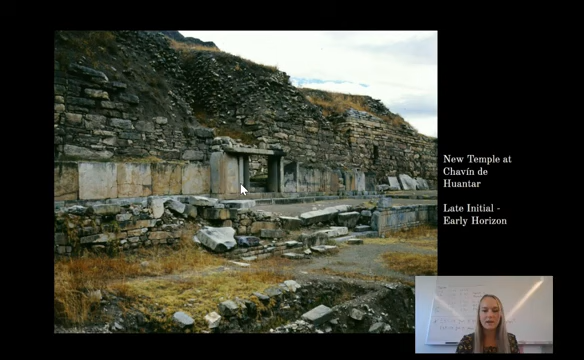 New Temple at
Chavín de
Huantar
Late Initial -
Early Horizon